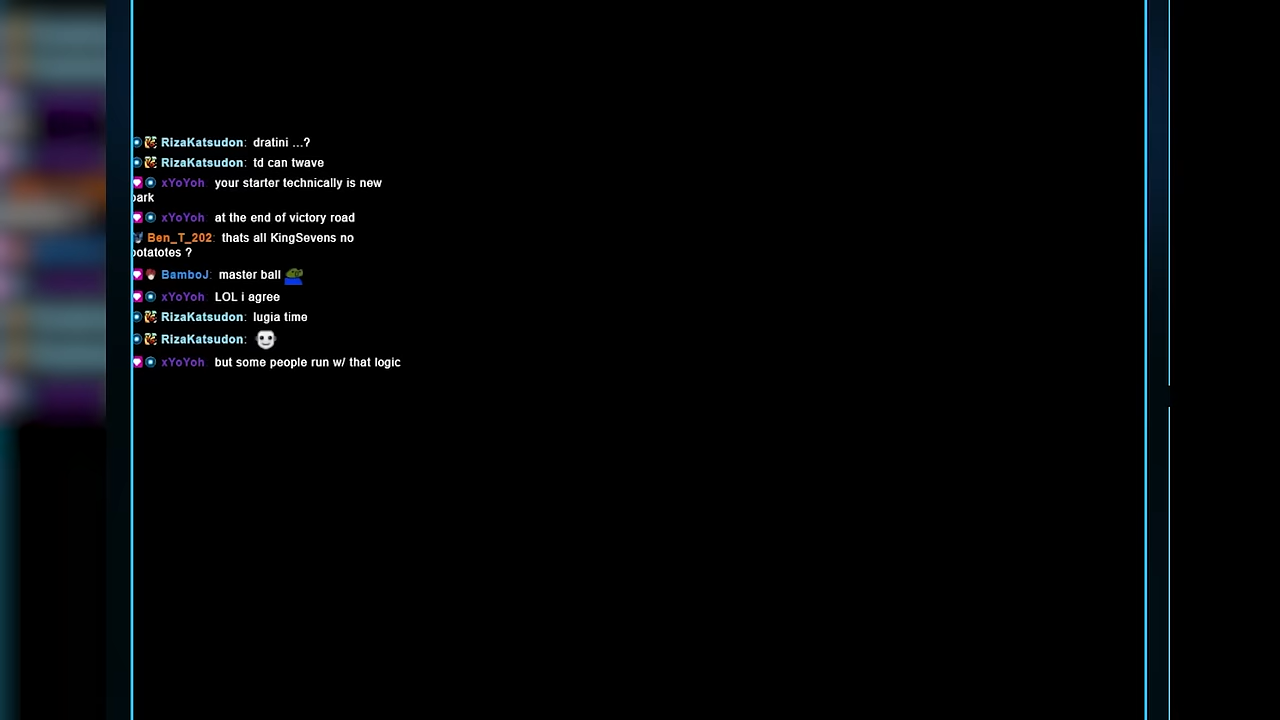 RizaKatsudon: dratini ...?
RizaKatsudon: td can twave
xYoYoh: your starter technically is new
park
xYoYoh: at the end of victory road
Ben_T_202: thats all KingSevens no
potatotes ?
BamboJ: master ball
xYoYoh: LOL i agree
RizaKatsudon: lugia time
RizaKatsudon:
xYoYoh: but some people run w/ that logic